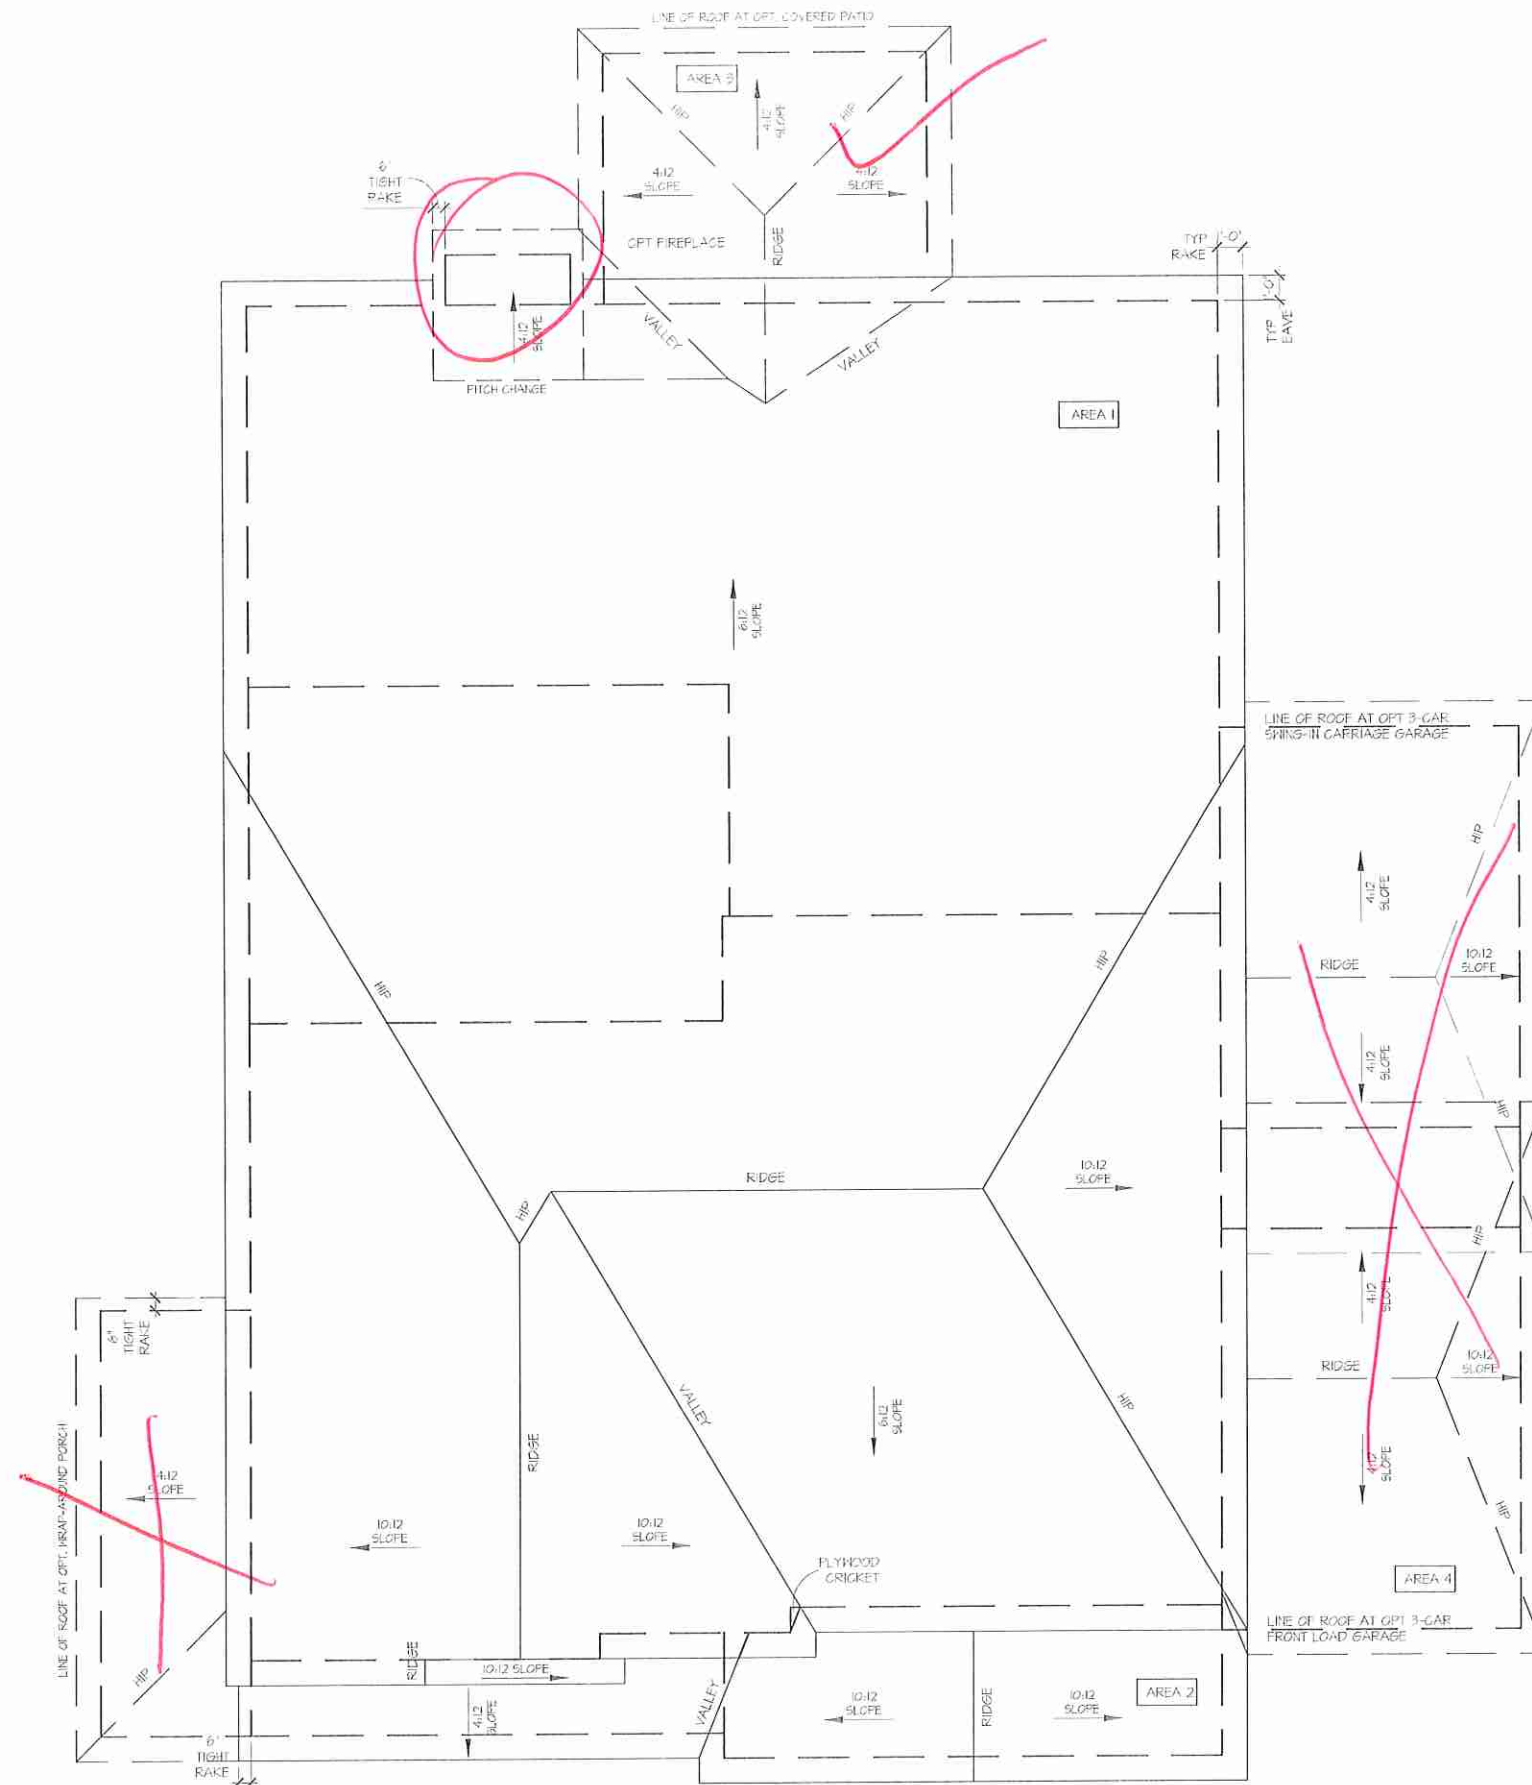 LINE OF ROOF AT OPT. COVERED PATIO
AREA 3
HIP
4:12
SLOPE
HIP
6"
TIGHT
RAKE
4:12
SLOPE
4:12
SLOPE
OPT FIREPLACE
RIDGE
TYP
RAKE
1'-0"
1'-0"
TYP
EAVE
4:12
SLOPE
VALLEY
VALLEY
PITCH CHANGE
AREA 1
6:12
SLOPE
LINE OF ROOF AT OPT 3-CAR
SWING-IN CARRIAGE GARAGE
HIP
4:12
SLOPE
HIP
HIP
RIDGE
10:12
SLOPE
4:12
SLOPE
HIP
RIDGE
10:12
SLOPE
HIP
HIP
4:12
SLOPE
6"
TIGHT
RAKE
RIDGE
10:12
SLOPE
VALLEY
HIP
6:12
SLOPE
RIDGE
LINE OF ROOF AT OPT. WRAP-AROUND PORCH
4:12
SLOPE
4:12
SLOPE
HIP
10:12
SLOPE
10:12
SLOPE
PLYWOOD
CRICKET
AREA 4
LINE OF ROOF AT OPT 3-CAR
FRONT LOAD GARAGE
HIP
RIDGE
10:12 SLOPE
4:12
SLOPE
VALLEY
10:12
SLOPE
RIDGE
10:12
SLOPE
AREA 2
6"
TIGHT
RAKE